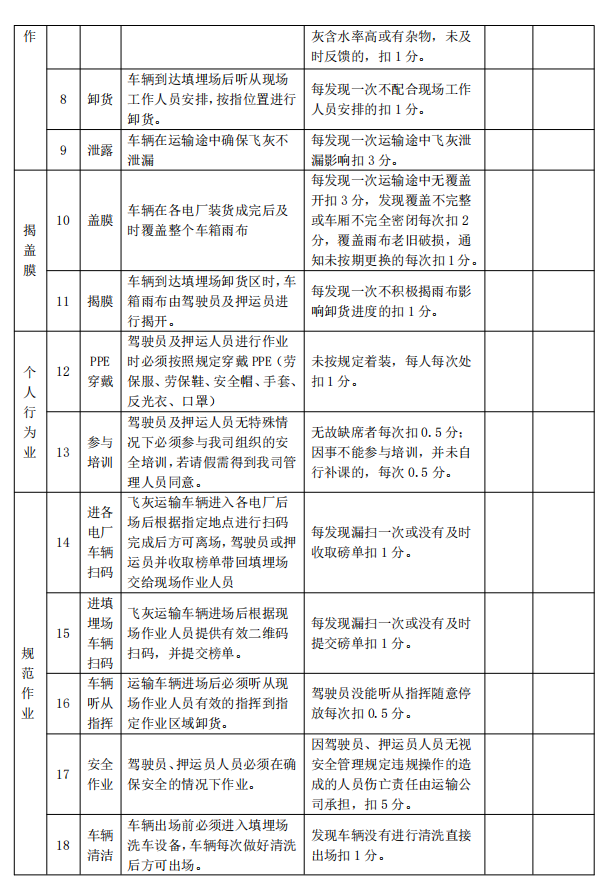 作
灰含水率高或有杂物，未及
时反馈的，扣 1 分。
8
卸货
车辆到达填埋场后听从现场
工作人员安排，按指位置进行
卸货。
每发现一次不配合现场工作
人员安排的扣 1 分。
9
泄露
车辆在运输途中确保飞灰不
泄漏
每发现一次运输途中飞灰泄
漏影响扣 3 分。
揭
盖
膜
10
盖膜
车辆在各电厂装货成完后及
时覆盖整个车箱雨布
每发现一次运输途中无覆盖
开扣 3 分，发现覆盖不完整
或车厢不完全密闭每次扣 2
分，覆盖雨布老旧破损，通
知未按期更换的每次扣 1 分。
11
揭膜
车辆到达填埋场卸货区时，车
箱雨布由驾驶员及押运员进
行揭开。
每发现一次不积极揭雨布影
响卸货进度的扣 1 分。
个
人
行
为
业
12
PPE
穿戴
驾驶员及押运人员进行作业
时必须按照规定穿戴 PPE（劳
保服、劳保鞋、安全帽、手套、
反光衣、口罩）
未按规定着装，每人每次处
扣 1 分。
13
参与
培训
驾驶员及押运人员无特殊情
况下必须参与我司组织的安
全培训，若请假需得到我司管
理人员同意。
无故缺席者每次扣 0.5 分；
因事不能参与培训，并未自
行补课的，每次 0.5 分。
规
范
作
业
14
进各
电厂
车辆
扫码
飞灰运输车辆进入各电厂后
场后根据指定地点进行扫码
完成后方可离场，驾驶员或押
运员并收取榜单带回填埋场
交给现场作业人员
每发现漏扫一次或没有及时
收取磅单扣 1 分。
15
进填
埋场
车辆
扫码
飞灰运输车辆进场后根据现
场作业人员提供有效二维码
扫码，并提交榜单。
每发现漏扫一次或没有及时
提交磅单扣 1 分。
16
车辆
听从
指挥
运输车辆进场后必须听从现
场作业人员有效的指挥到指
定作业区域卸货。
驾驶员没能听从指挥随意停
放每次扣 0.5 分。
17
安全
作业
驾驶员、押运员人员必须在确
保安全的情况下作业。
因驾驶员、押运员人员无视
安全管理规定违规操作的造
成的人员伤亡责任由运输公
司承担，扣 5 分。
18
车辆
清洁
车辆出场前必须进入填埋场
洗车设备，车辆每次做好清洗
后方可出场。
发现车辆没有进行清洗直接
出场扣 1 分。